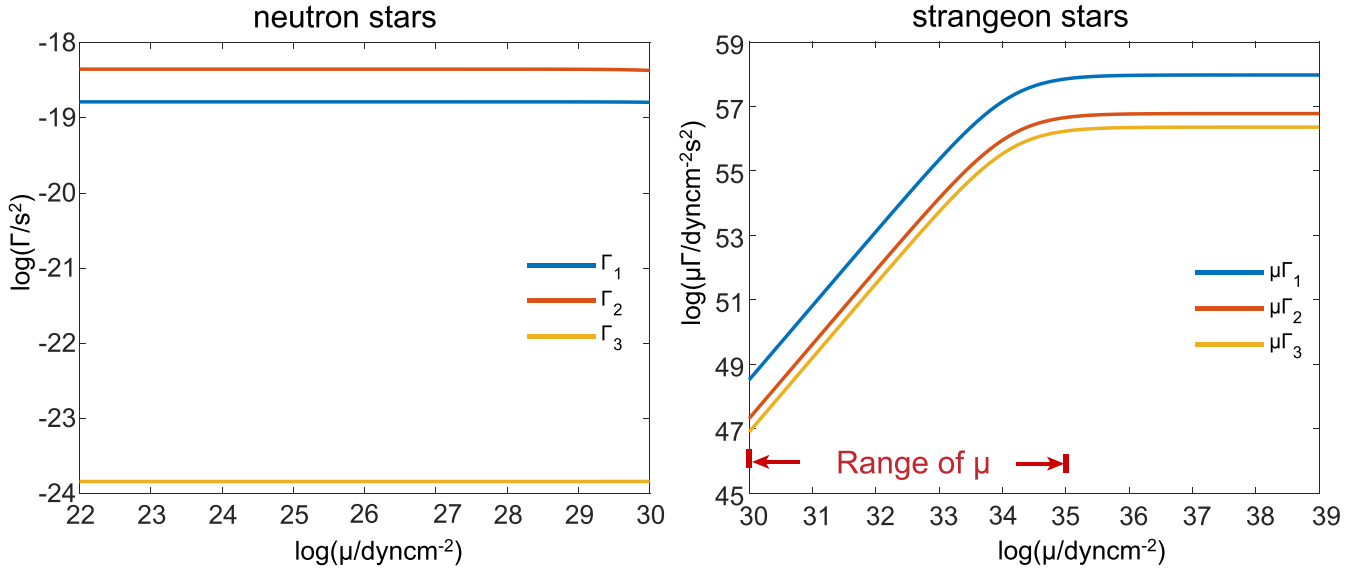 neutron stars
log(Γ/s²)
-18
-19
-20
-21
-22
-23
-24
22 23 24 25 26 27 28 29 30
log(μ/dyncm⁻²)
Γ₁
Γ₂
Γ₃
strangeon stars
log(μΓ/dyncm⁻²s²)
59
57
55
53
51
49
47
45
30 31 32 33 34 35 36 37 38 39
log(μ/dyncm⁻²)
μΓ₁
μΓ₂
μΓ₃
Range of μ